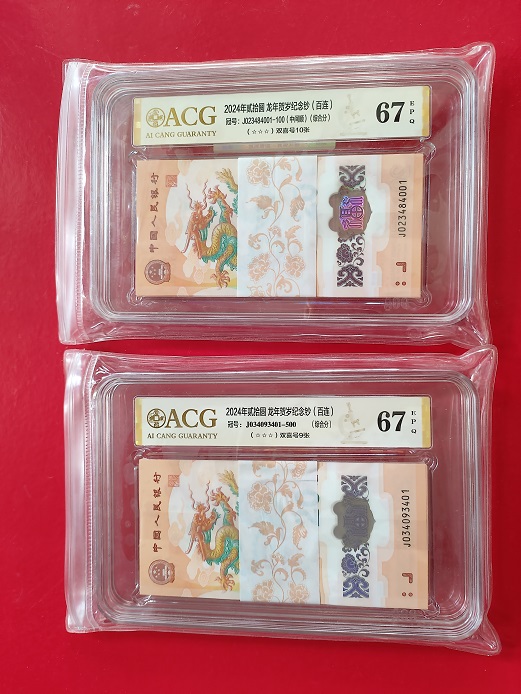 ACG
AI CANG GUARANTY
2024年贰拾圆 龙年贺岁纪念钞（百连）
冠号：J023484001-100（中间版）（综合分）
（☆☆☆）双喜号10张
67 EPQ
中国人民银行
J023484001
ACG
AI CANG GUARANTY
2024年贰拾圆 龙年贺岁纪念钞（百连）
冠号：J034093401-500 （综合分）
（☆☆☆）双喜号9张
67 EPQ
中国人民银行
J034093401